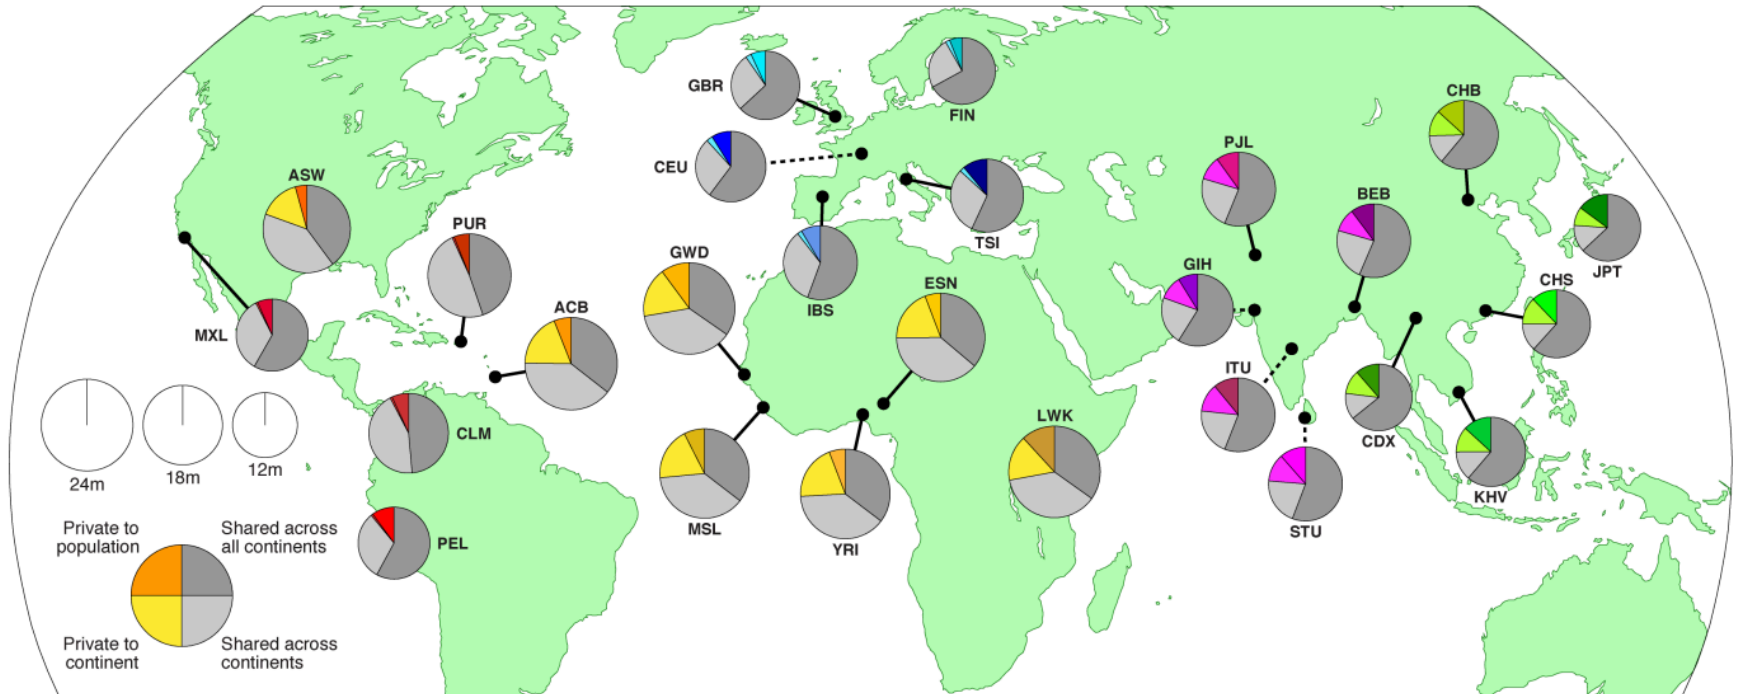 GBR
FIN
CHB
CEU
PJL
ASW
BEB
PUR
TSI
GWD
GIH
JPT
ESN
CHS
ACB
IBS
MXL
ITU
LWK
CLM
CDX
24m
18m
12m
KHV
MSL
STU
PEL
YRI
Private to
population
Shared across
all continents
Private to
continent
Shared across
continents